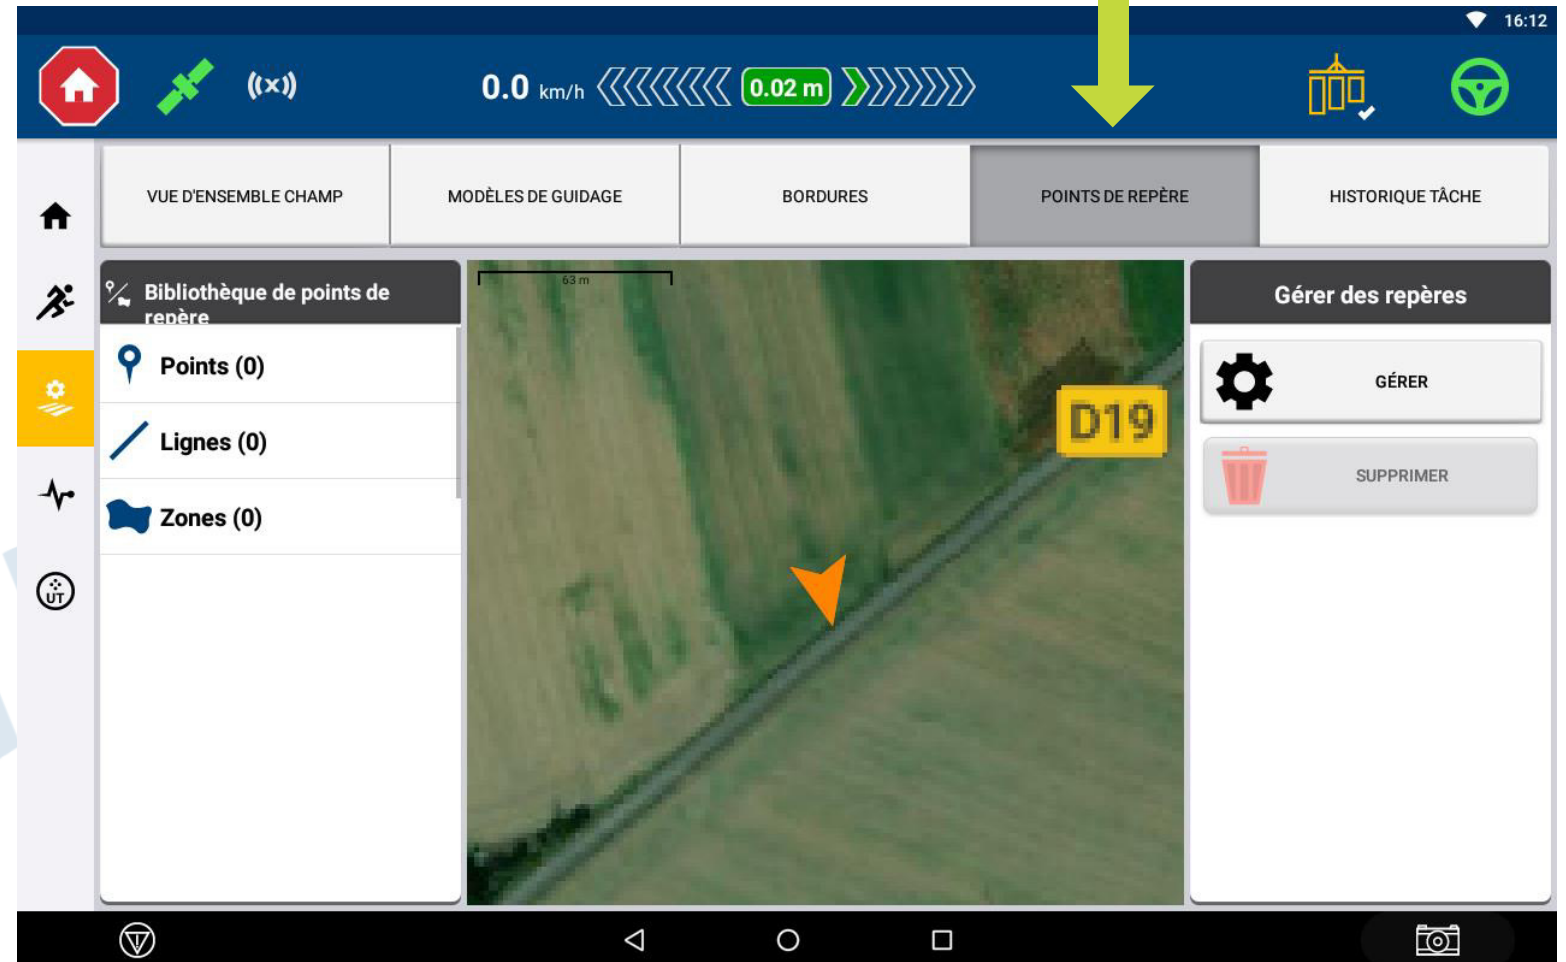 16:12
((x))
0.0 km/h
0.02 m
VUE D'ENSEMBLE CHAMP
MODÈLES DE GUIDAGE
BORDURES
POINTS DE REPÈRE
HISTORIQUE TÂCHE
Bibliothèque de points de
repère
Points (0)
Lignes (0)
Zones (0)
63 m
D19
Gérer des repères
GÉRER
SUPPRIMER
UT